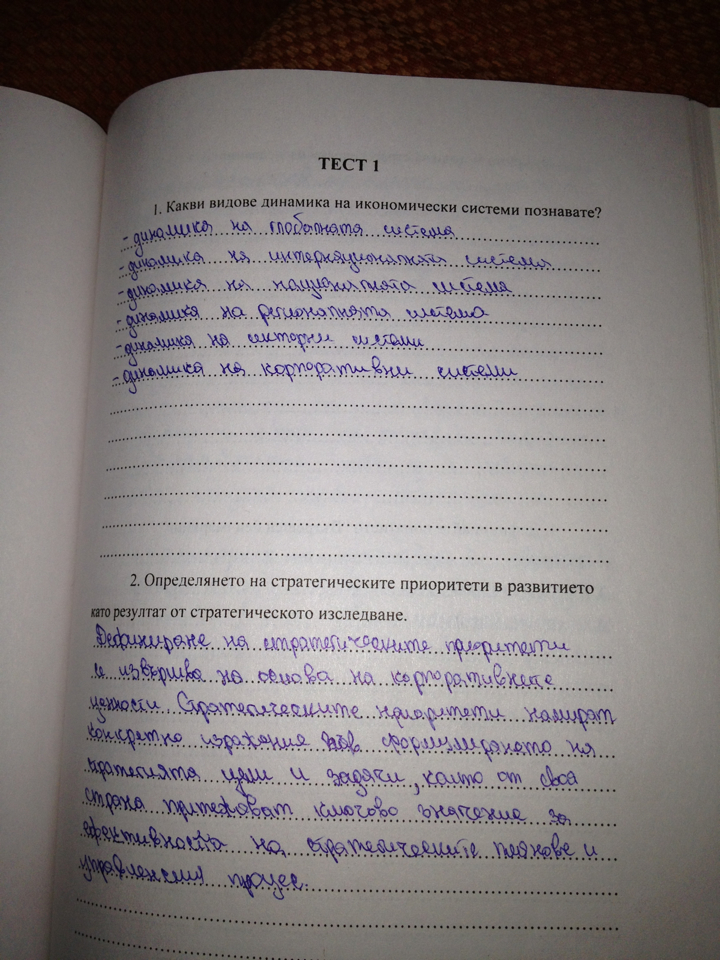 ТЕСТ 1
1. Какви видове динамика на икономически системи познавате?
- динамика на глобалната система
- динамика на интернационалната система
- динамика на националната система
- динамика на регионалната система
- динамика на секторни системи
- динамика на корпоративни системи
2. Определянето на стратегическите приоритети в развитието
като резултат от стратегическото изследване.
Дефиниране на стратегическите приоритети
се извършва на основа на корпоративните
ценности. Стратегическите приоритети намират
конкретно изражение във формулираната на
стратегията цели и задачи, които от своя
страна притежават ключово значение за
ефективността на стратегическите планове и
управленския процес.